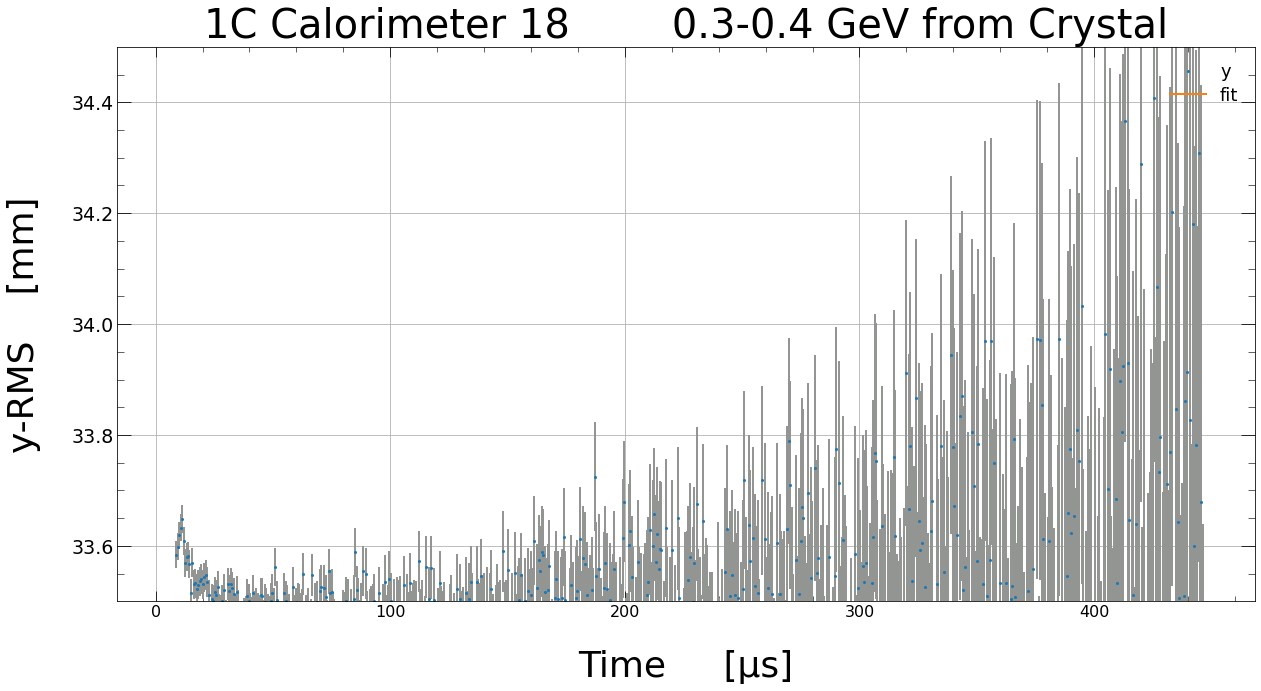 1C Calorimeter 18 0.3-0.4 GeV from Crystal
y
fit
34.4
34.2
34.0
33.8
33.6
y-RMS [mm]
0 100 200 300 400
Time [µs]